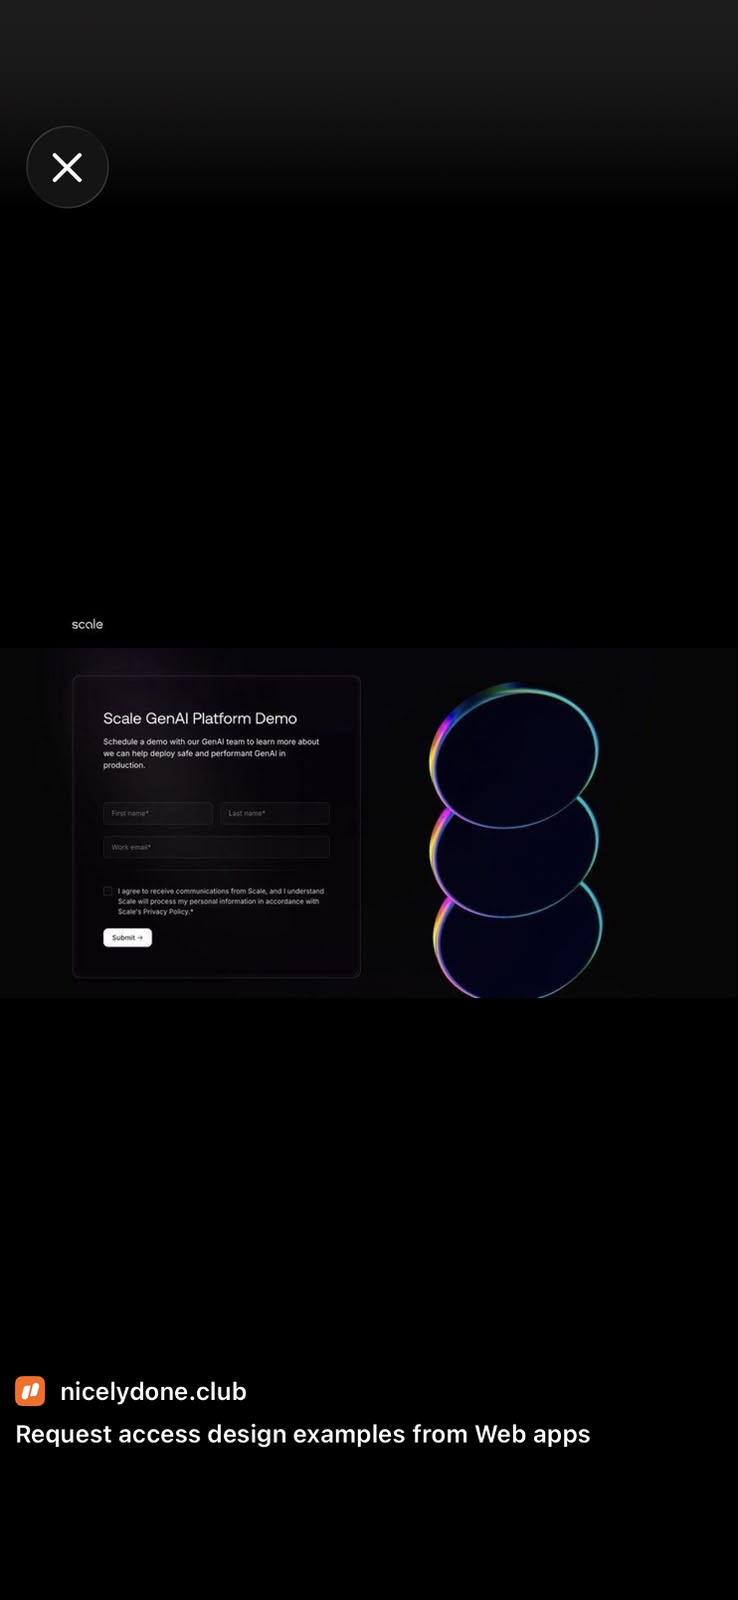 scale
Scale GenAI Platform Demo
Schedule a demo with our GenAI team to learn more about
we can help deploy safe and performant GenAI in
production.
First name*
Last name*
Work email*
I agree to receive communications from Scale, and I understand
Scale will process my personal information in accordance with
Scale's Privacy Policy.*
Submit →
nicelydone.club
Request access design examples from Web apps